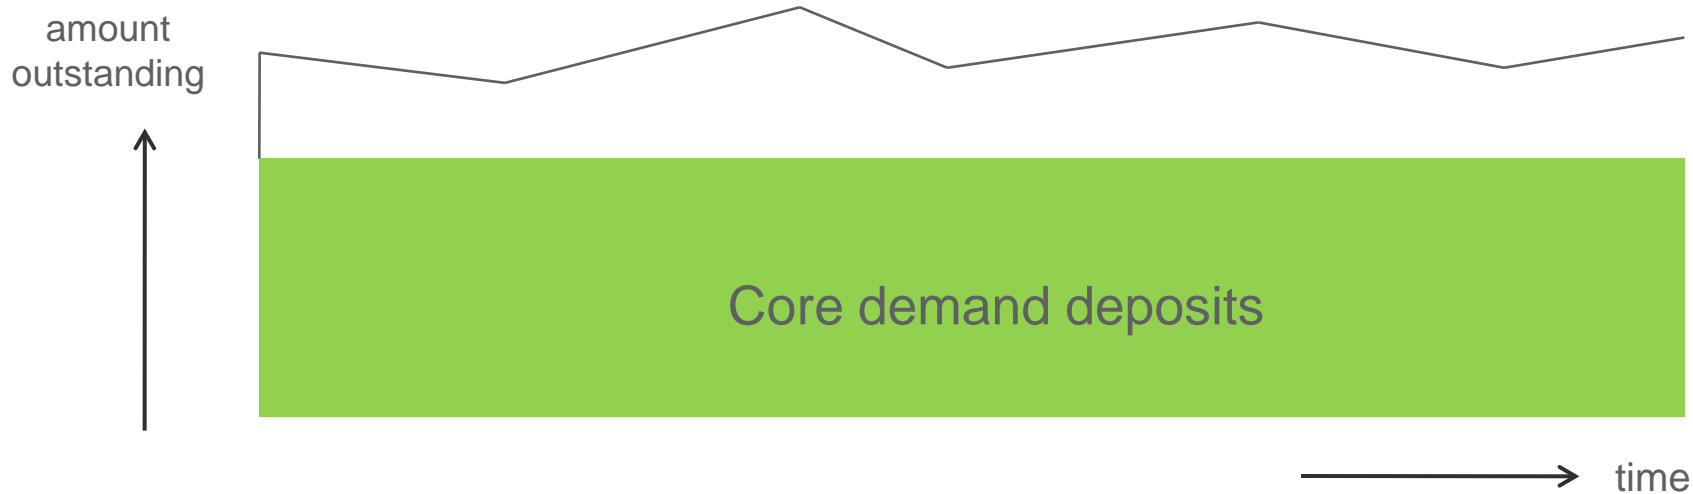 amount
outstanding
Core demand deposits
time